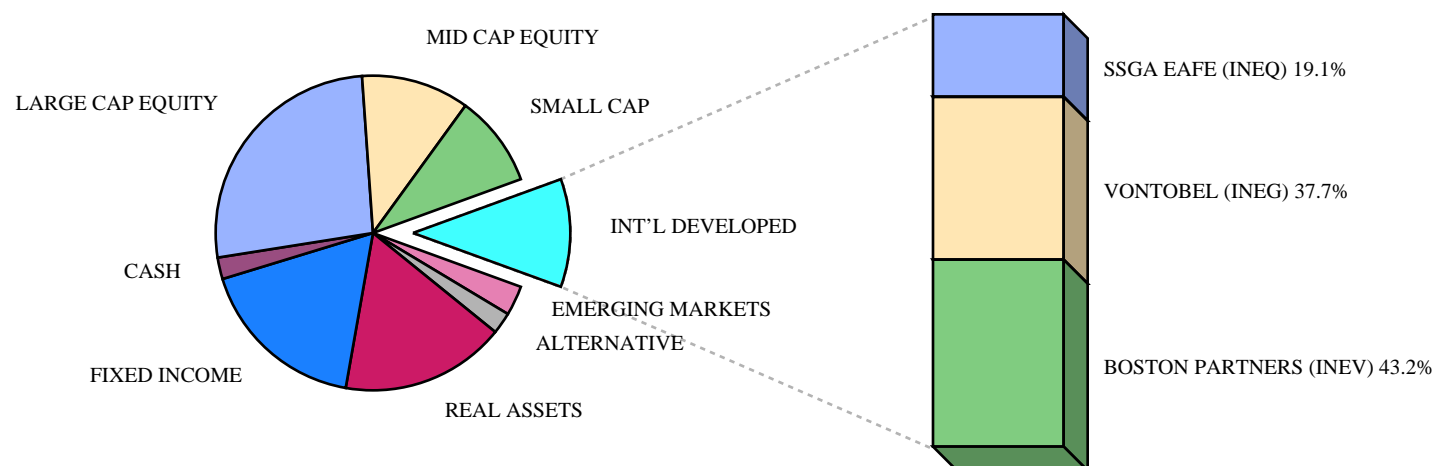 MID CAP EQUITY
LARGE CAP EQUITY
SMALL CAP
INT'L DEVELOPED
CASH
EMERGING MARKETS
ALTERNATIVE
FIXED INCOME
REAL ASSETS
SSGA EAFE (INEQ) 19.1%
VONTOBEL (INEG) 37.7%
BOSTON PARTNERS (INEV) 43.2%